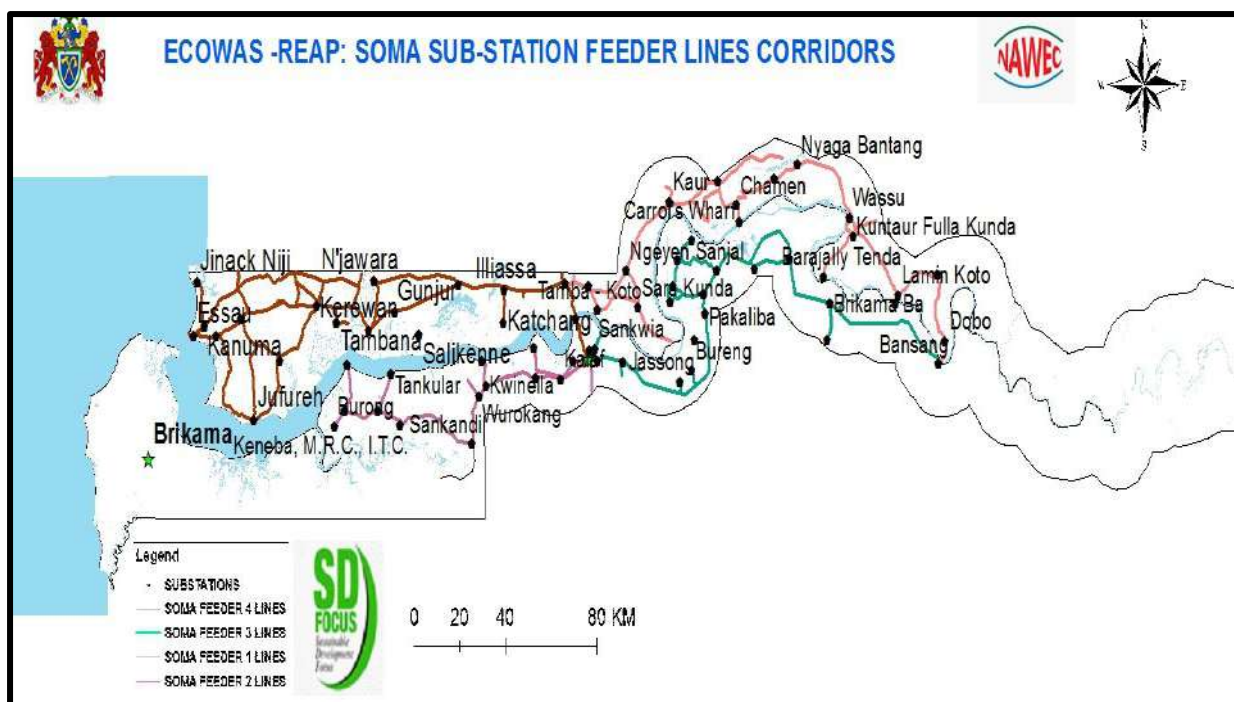 ECOWAS -REAP: SOMA SUB-STATION FEEDER LINES CORRIDORS
NAWEC
N
W
E
S
Nyaga Bantang
Kaur
Chamen
Carrols Wharf
Wassu
Kuntaur Fulla Kunda
Jinack Niji
N'jawara
Illiassa
Ngeyen Sanjal
Barajally Tenda
Lamin Koto
Essau
Gunjur
Tamba - Koto
Sare Kunda
Kerewan
Brikama Ba
Kanuma
Tambana
Katchang
Sankwia
Pakaliba
Dobo
Bansang
Salikenne
Jassong
Bureng
Tankular
Kwinella
Jufureh
Burong
Wurokang
Sankandi
Brikama
Keneba, M.R.C., I.T.C.
Legend
SUBSTATIONS
SOMA FEEDER 4 LINES
SOMA FEEDER 3 LINES
SOMA FEEDER 1 LINES
SOMA FEEDER 2 LINES
SD
FOCUS
Sustainable
Development
Focus
0 20 40 80 KM